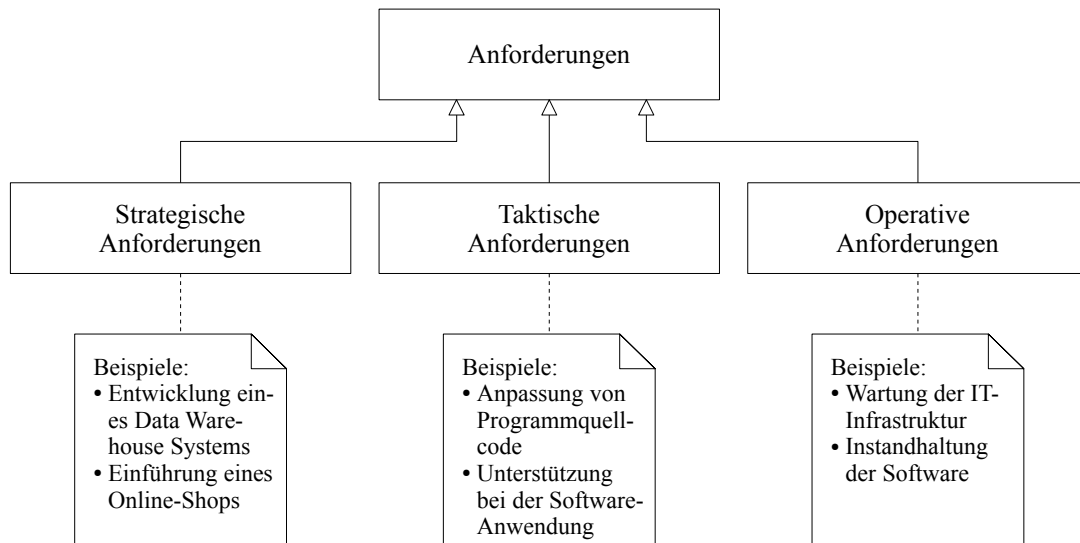 Anforderungen
Strategische
Anforderungen
Taktische
Anforderungen
Operative
Anforderungen
Beispiele:
• Entwicklung ein-
es Data Ware-
house Systems
• Einführung eines
Online-Shops
Beispiele:
• Anpassung von
Programmquell-
code
• Unterstützung
bei der Software-
Anwendung
Beispiele:
• Wartung der IT-
Infrastruktur
• Instandhaltung
der Software